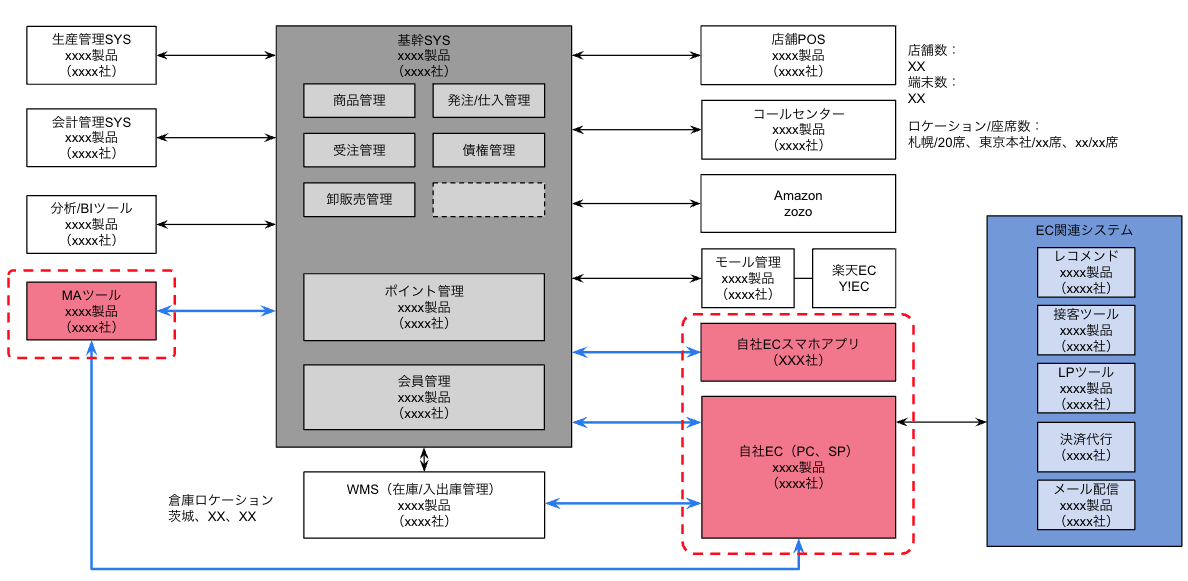 生産管理SYS
xxxx製品
（xxxx社）
会計管理SYS
xxxx製品
（xxxx社）
分析/BIツール
xxxx製品
（xxxx社）
MAツール
xxxx製品
（xxxx社）
基幹SYS
xxxx製品
（xxxx社）
商品管理
発注/仕入管理
受注管理
債権管理
卸販売管理
ポイント管理
xxxx製品
（xxxx社）
会員管理
xxxx製品
（xxxx社）
倉庫ロケーション
茨城、XX、XX
WMS（在庫/入出庫管理）
xxxx製品
（xxxx社）
店舗POS
xxxx製品
（xxxx社）
店舗数：
XX
端末数：
XX
コールセンター
xxxx製品
（xxxx社）
ロケーション/座席数：
札幌/20席、東京本社/xx席、xx/xx席
Amazon
zozo
モール管理
xxxx製品
（xxxx社）
楽天EC
Y!EC
自社ECスマホアプリ
（XXX社）
自社EC（PC、SP）
xxxx製品
（xxxx社）
EC関連システム
レコメンド
xxxx製品
（xxxx社）
接客ツール
xxxx製品
（xxxx社）
LPツール
xxxx製品
（xxxx社）
決済代行
（xxxx社）
メール配信
xxxx製品
（xxxx社）